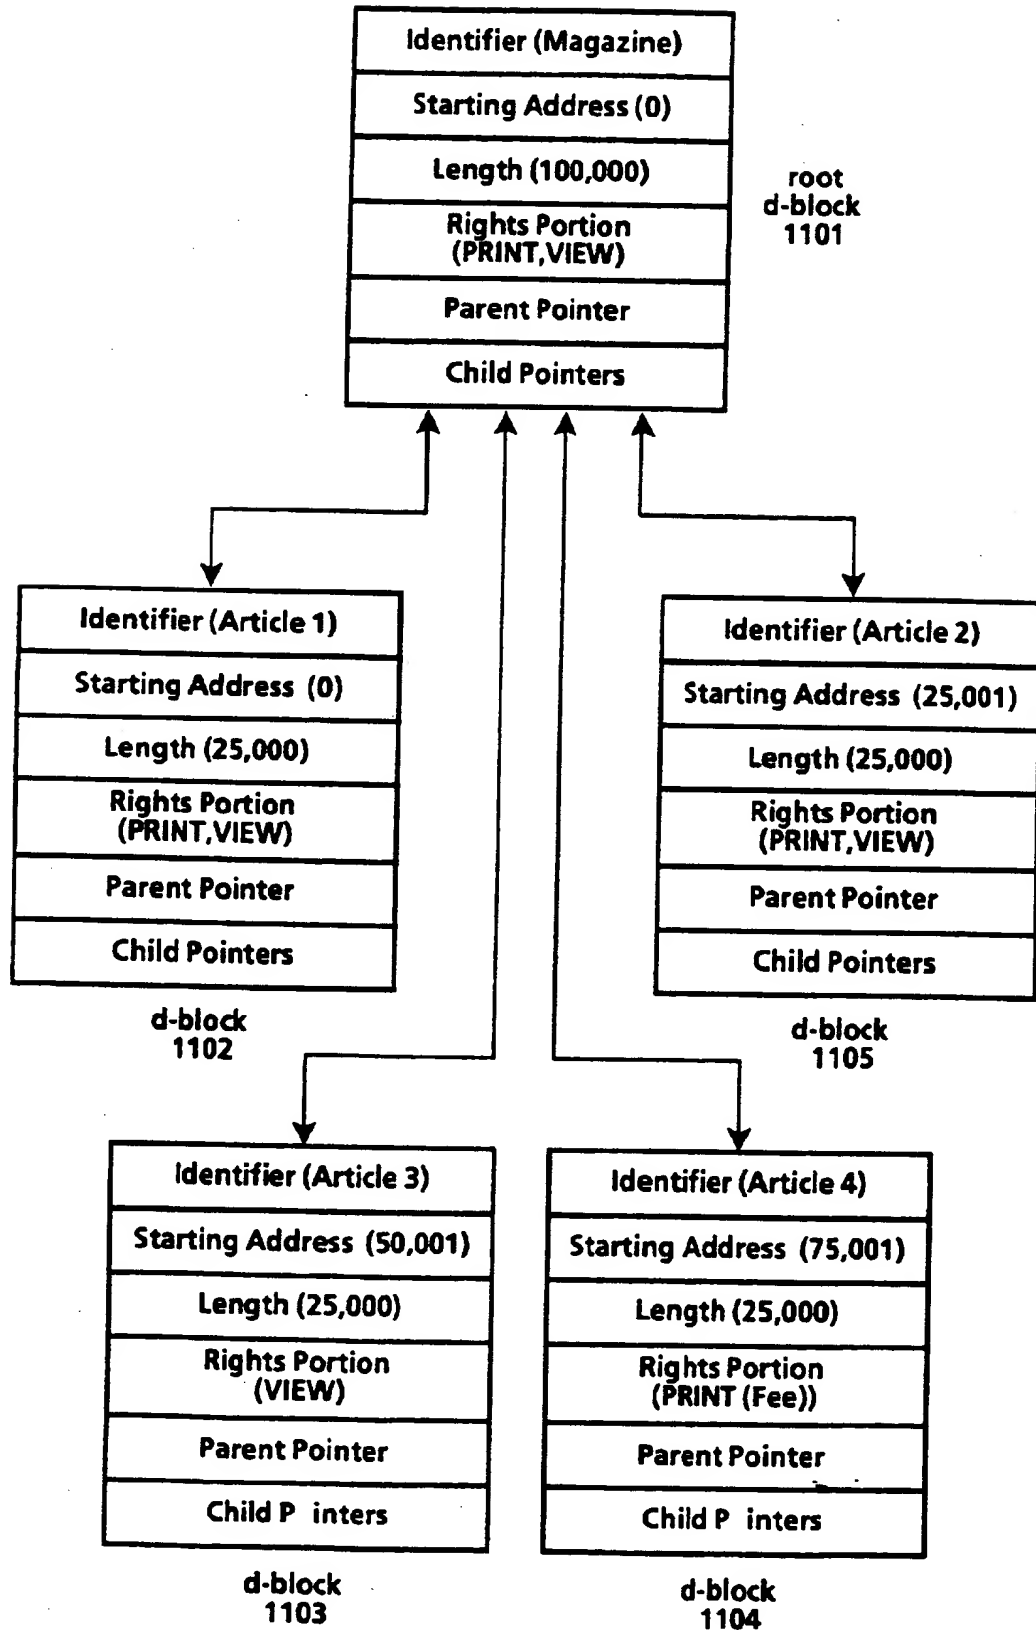 Identifier (Magazine)
Starting Address (0)
Length (100,000)
Rights Portion
(PRINT,VIEW)
Parent Pointer
Child Pointers
root
d-block
1101
Identifier (Article 1)
Starting Address (0)
Length (25,000)
Rights Portion
(PRINT,VIEW)
Parent Pointer
Child Pointers
d-block
1102
Identifier (Article 2)
Starting Address (25,001)
Length (25,000)
Rights Portion
(PRINT,VIEW)
Parent Pointer
Child Pointers
d-block
1105
Identifier (Article 3)
Starting Address (50,001)
Length (25,000)
Rights Portion
(VIEW)
Parent Pointer
Child P inters
d-block
1103
Identifier (Article 4)
Starting Address (75,001)
Length (25,000)
Rights Portion
(PRINT (Fee))
Parent Pointer
Child P inters
d-block
1104